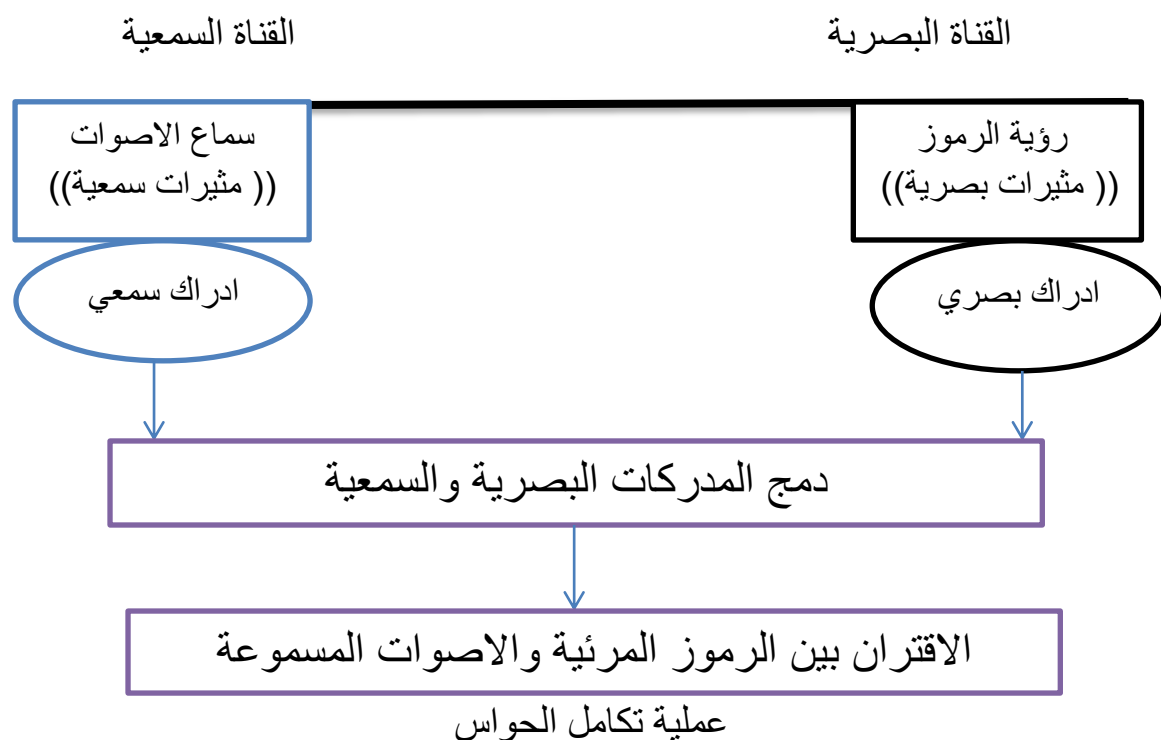 القناة البصرية
القناة السمعية
رؤية الرموز
(( مثيرات بصرية))
سماع الاصوات
(( مثيرات سمعية))
ادراك بصري
ادراك سمعي
دمج المدركات البصرية والسمعية
الاقتران بين الرموز المرئية والاصوات المسموعة
عملية تكامل الحواس